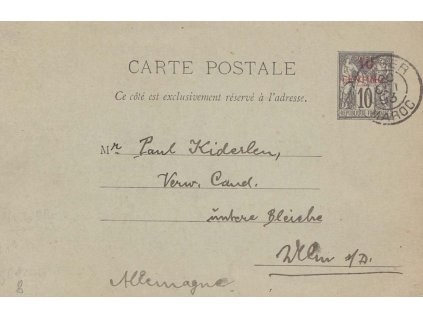 CARTE POSTALE
Ce côté est exclusivement réservé à l'adresse.
10
CENTIMOS
10
MAROC
Mr Paul Kiderlen,
Verw. Cand.
untere Bleiche
Ulm a/D.
Allemagne.
8